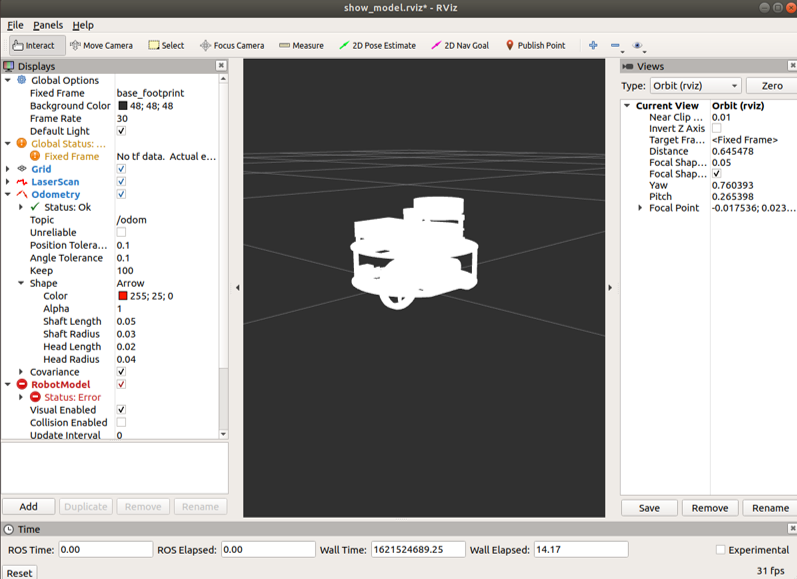 show_model.rviz* - RViz
File Panels Help
Interact Move Camera Select Focus Camera Measure 2D Pose Estimate 2D Nav Goal Publish Point
Displays
Global Options
Fixed Frame base_footprint
Background Color 48; 48; 48
Frame Rate 30
Default Light
Global Status: ...
Fixed Frame No tf data. Actual e...
Grid
LaserScan
Odometry
Status: Ok
Topic /odom
Unreliable
Position Tolera... 0.1
Angle Tolerance 0.1
Keep 100
Shape Arrow
Color 255; 25; 0
Alpha 1
Shaft Length 0.05
Shaft Radius 0.03
Head Length 0.02
Head Radius 0.04
Covariance
RobotModel
Status: Error
Visual Enabled
Collision Enabled
Update Interval 0
Add Duplicate Remove Rename
Views
Type: Orbit (rviz) Zero
Current View Orbit (rviz)
Near Clip ... 0.01
Invert Z Axis
Target Fra... <Fixed Frame>
Distance 0.645478
Focal Shap... 0.05
Focal Shap...
Yaw 0.760393
Pitch 0.265398
Focal Point -0.017536; 0.023...
Save Remove Rename
Time
ROS Time: 0.00 ROS Elapsed: 0.00 Wall Time: 1621524689.25 Wall Elapsed: 14.17 Experimental
Reset 31 fps